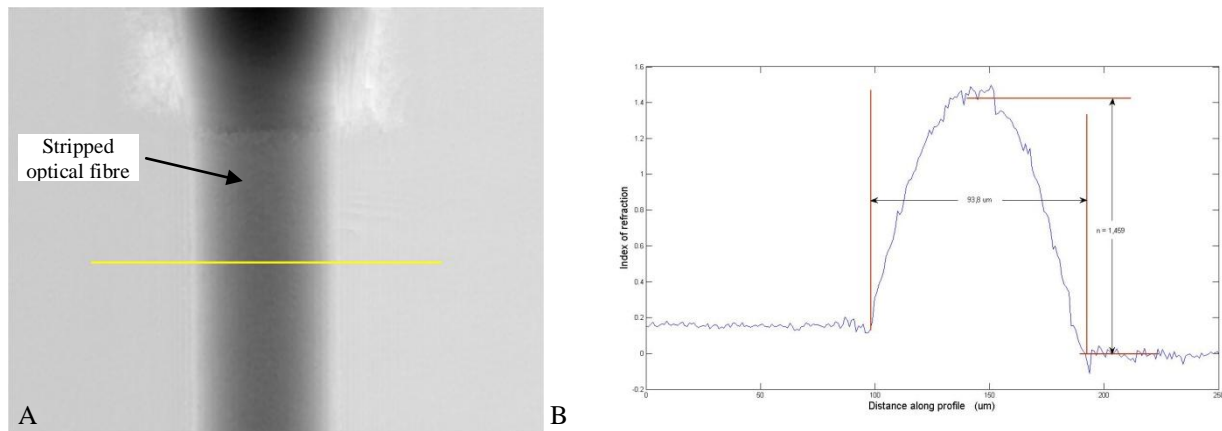 Stripped
optical fibre
A
B
Index of refraction
1.6
1.4
1.2
1
0.8
0.6
0.4
0.2
0
-0.2
93,8 um
n = 1,459
0
50
100
150
200
250
Distance along profile (um)